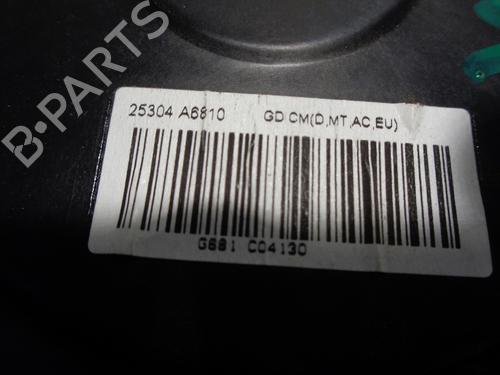 25304 A6810 GD CM(D,MT,AC,EU)
G681 C04130
B-PARTS